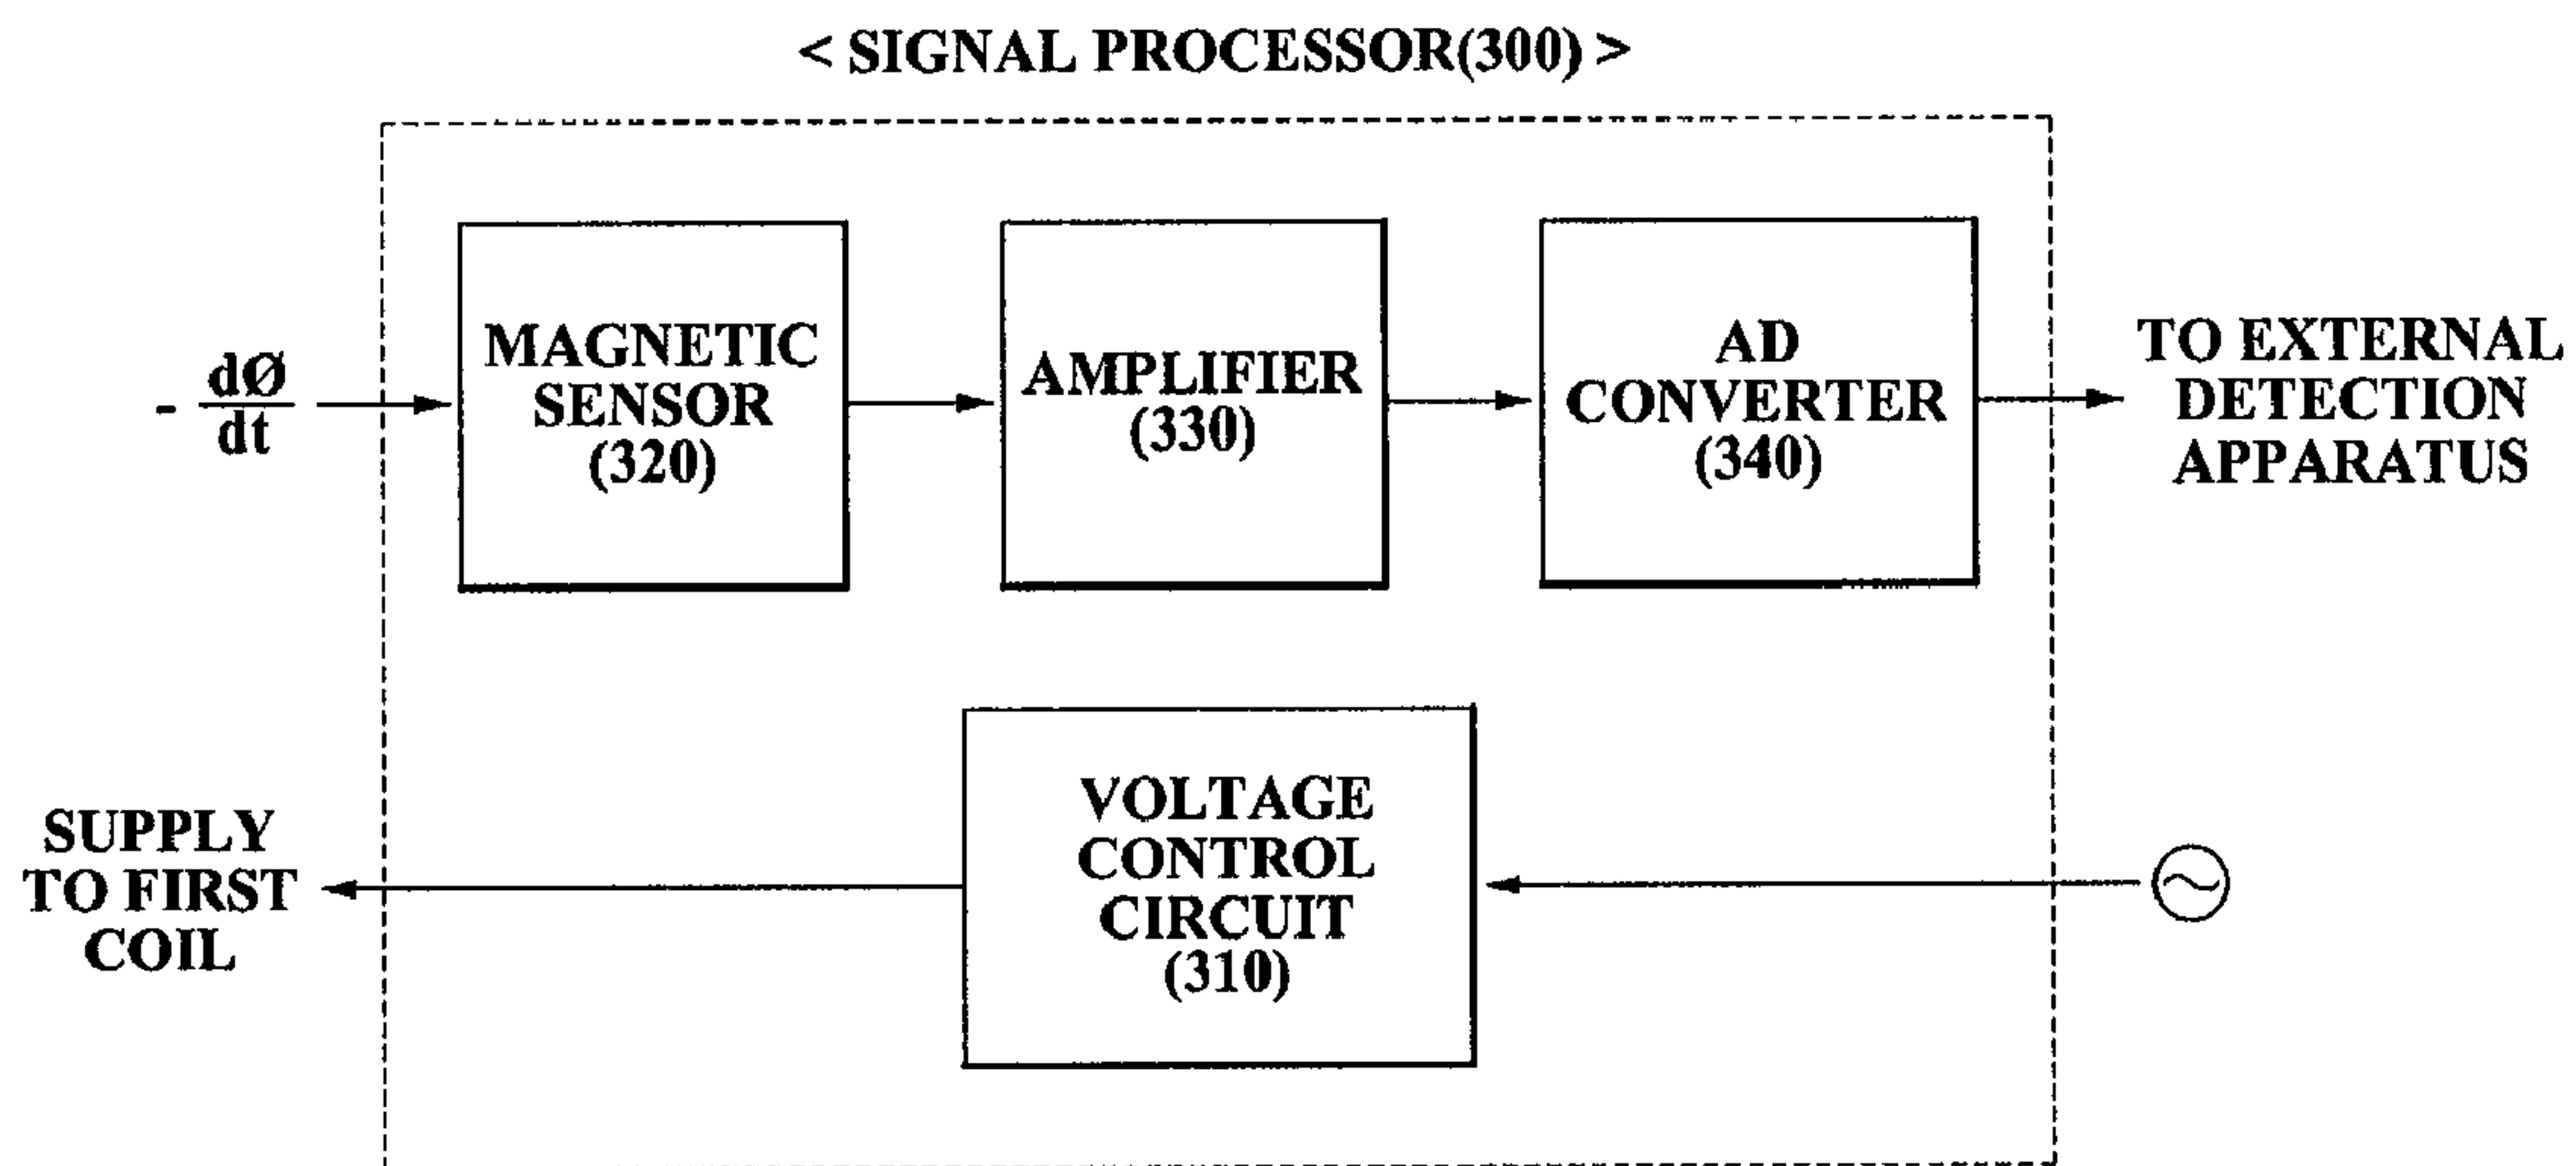 < SIGNAL PROCESSOR(300) >
- dØ
dt
MAGNETIC
SENSOR
(320)
AMPLIFIER
(330)
AD
CONVERTER
(340)
TO EXTERNAL
DETECTION
APPARATUS
SUPPLY
TO FIRST
COIL
VOLTAGE
CONTROL
CIRCUIT
(310)